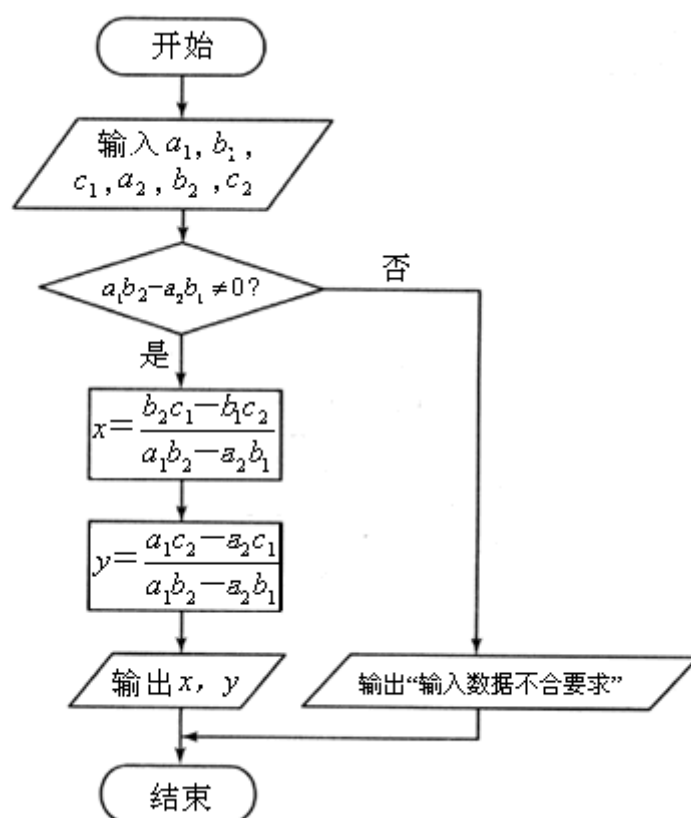 开始
输入 a₁, b₁,
c₁, a₂, b₂, c₂
a₁b₂−a₂b₁≠0?
否
是
x=(b₂c₁−b₁c₂)/(a₁b₂−a₂b₁)
y=(a₁c₂−a₂c₁)/(a₁b₂−a₂b₁)
输出 x, y
输出“输入数据不合要求”
结束